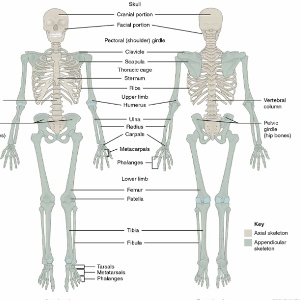 Skull
Cranial portion
Facial portion
Pectoral (shoulder) girdle
Clavicle
Scapula
Thoracic cage
Sternum
Ribs
Upper limb
Humerus
Vertebral
column
Ulna
Radius
Carpals
Pelvic
girdle
(hip bones)
es)
Metacarpals
Phalanges
Lower limb
Femur
Patella
Tibia
Fibula
Key
Axial skeleton
Appendicular
skeleton
Tarsals
Metatarsals
Phalanges